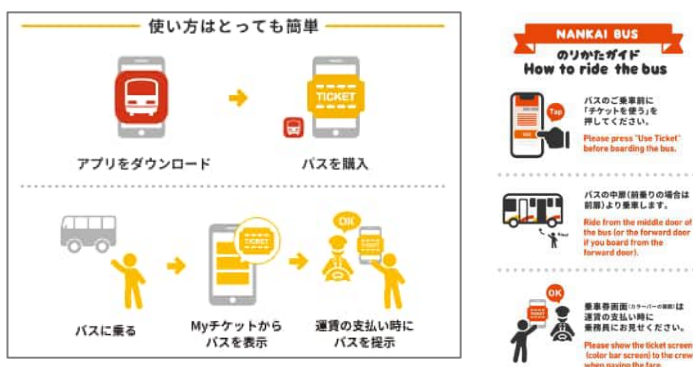 使い方はとっても簡単
TICKET
アプリをダウンロード
パスを購入
TICKET
OK
TICKET
バスに乗る
Myチケットから
パスを表示
運賃の支払い時に
パスを提示
NANKAI BUS
のりかたガイド
How to ride the bus
Tap
バスのご乗車前に
「チケットを使う」を
押してください。
Please press "Use Ticket"
before boarding the bus.
バスの中扉(前乗りの場合は
前扉)より乗車します。
Ride from the middle door of
the bus (or the forward door
if you board from the
forward door).
OK
TICKET
乗車券画面(カラーバーの画面)は
運賃の支払い時に
乗務員にお見せください。
Please show the ticket screen
(color bar screen) to the crew
when paying the fare.